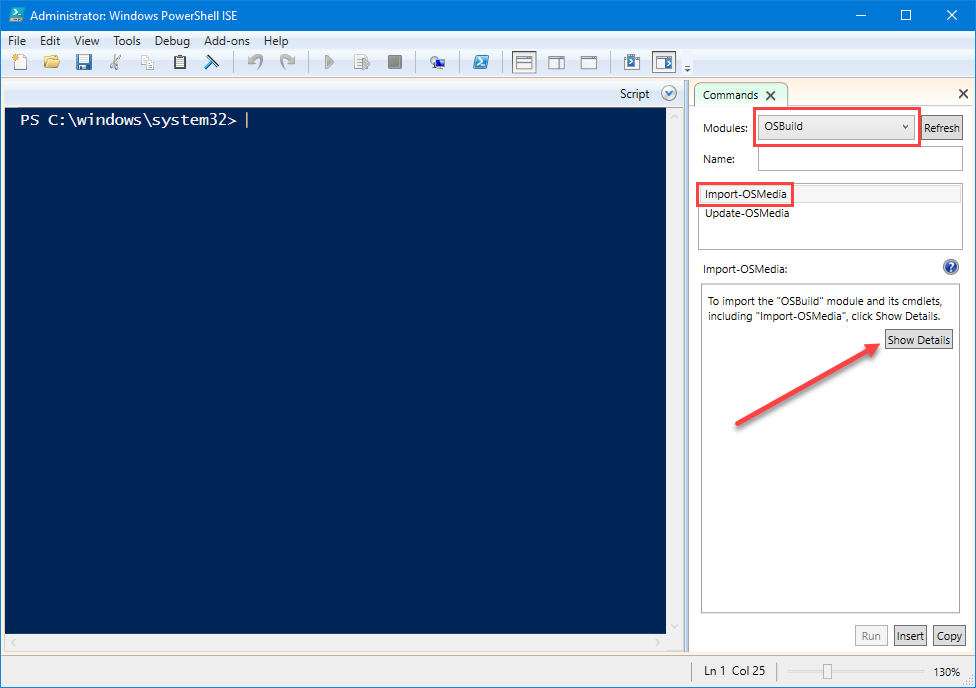 Administrator: Windows PowerShell ISE
File Edit View Tools Debug Add-ons Help
Script
PS C:\windows\system32>
Commands
Modules: OSBuild Refresh
Name:
Import-OSMedia
Update-OSMedia
Import-OSMedia:
To import the "OSBuild" module and its cmdlets,
including "Import-OSMedia", click Show Details.
Show Details
Run Insert Copy
Ln 1 Col 25 130%